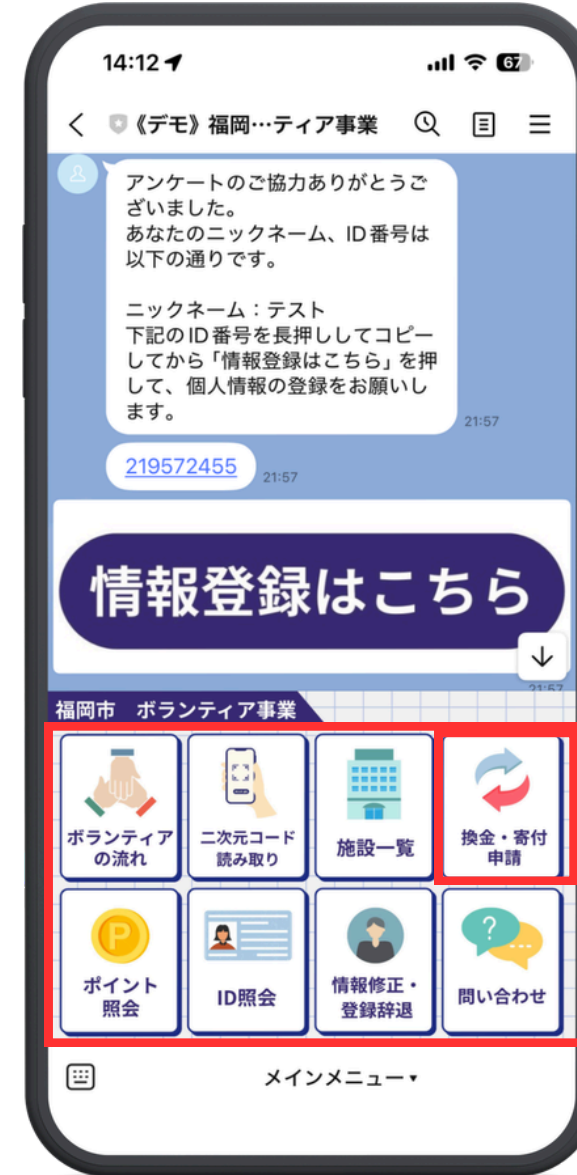 14:12
67
《デモ》福岡…ティア事業
アンケートのご協力ありがとうご
ざいました。
あなたのニックネーム、ID番号は
以下の通りです。
ニックネーム：テスト
下記のID番号を長押ししてコピー
してから「情報登録はこちら」を押
して、個人情報の登録をお願いし
ます。
21:57
219572455
21:57
情報登録はこちら
21:57
福岡市 ボランティア事業
ボランティア
の流れ
二次元コード
読み取り
施設一覧
換金・寄付
申請
P
ポイント
照会
ID照会
情報修正・
登録辞退
?
問い合わせ
メインメニュー▾